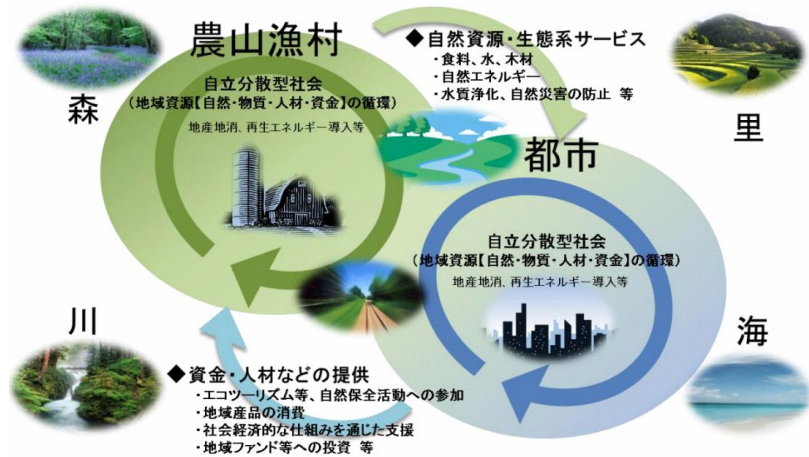 農山漁村
◆自然資源・生態系サービス
・食料、水、木材
・自然エネルギー
・水質浄化、自然災害の防止 等
森
自立分散型社会
(地域資源【自然・物質・人材・資金】の循環)
地産地消、再生エネルギー導入等
里
都市
自立分散型社会
(地域資源【自然・物質・人材・資金】の循環)
地産地消、再生エネルギー導入等
川
海
◆資金・人材などの提供
・エコツーリズム等、自然保全活動への参加
・地域産品の消費
・社会経済的な仕組みを通じた支援
・地域ファンド等への投資 等